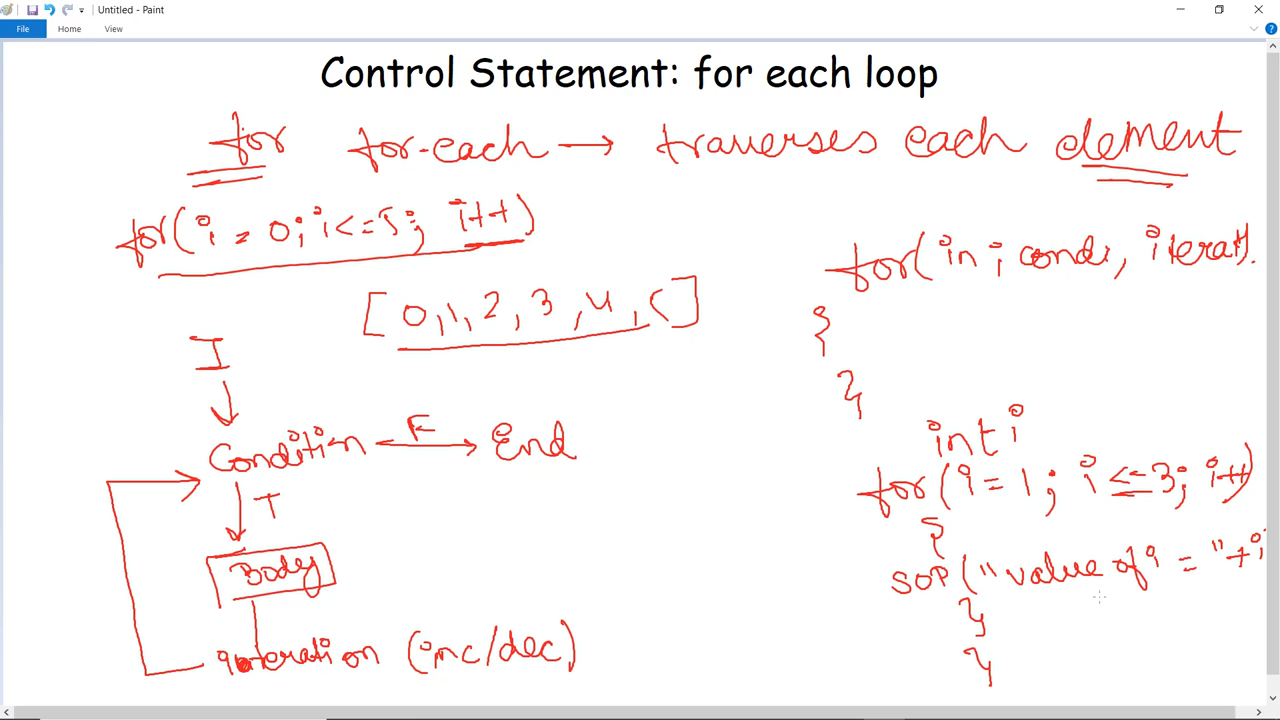 Untitled - Paint
File Home View
Control Statement: for each loop
for for-each → traverses each element
for(i = 0; i <= 5; i++)
for(in ; condi, iterat.
[0, 1, 2, 3, 4, 5]
{
}
I
Condition F End
T
Body
iteration (inc/dec)
int i
for(i = 1; i <= 3; i++)
{
SOP("value of i = "+i
}
}